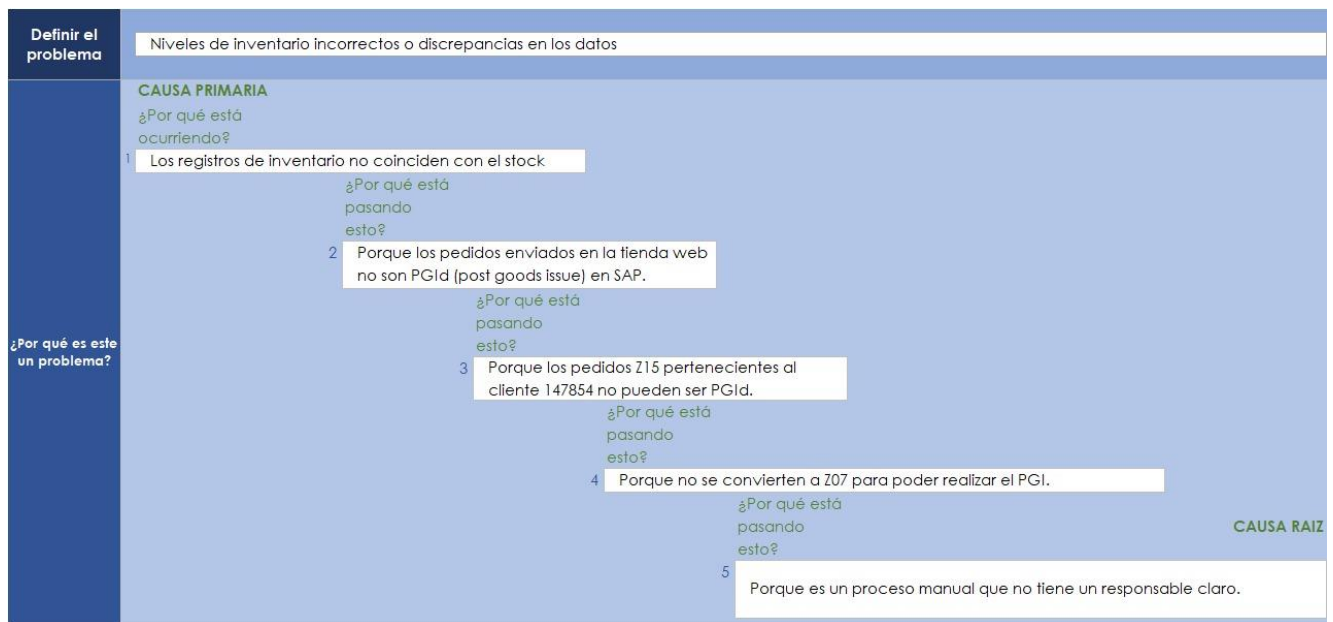 Definir el
problema
Niveles de inventario incorrectos o discrepancias en los datos
¿Por qué es este
un problema?
CAUSA PRIMARIA
¿Por qué está
ocurriendo?
1
Los registros de inventario no coinciden con el stock
¿Por qué está
pasando
esto?
2
Porque los pedidos enviados en la tienda web
no son PGId (post goods issue) en SAP.
¿Por qué está
pasando
esto?
3
Porque los pedidos Z15 pertenecientes al
cliente 147854 no pueden ser PGId.
¿Por qué está
pasando
esto?
4
Porque no se convierten a Z07 para poder realizar el PGI.
¿Por qué está
pasando
esto?
CAUSA RAIZ
5
Porque es un proceso manual que no tiene un responsable claro.